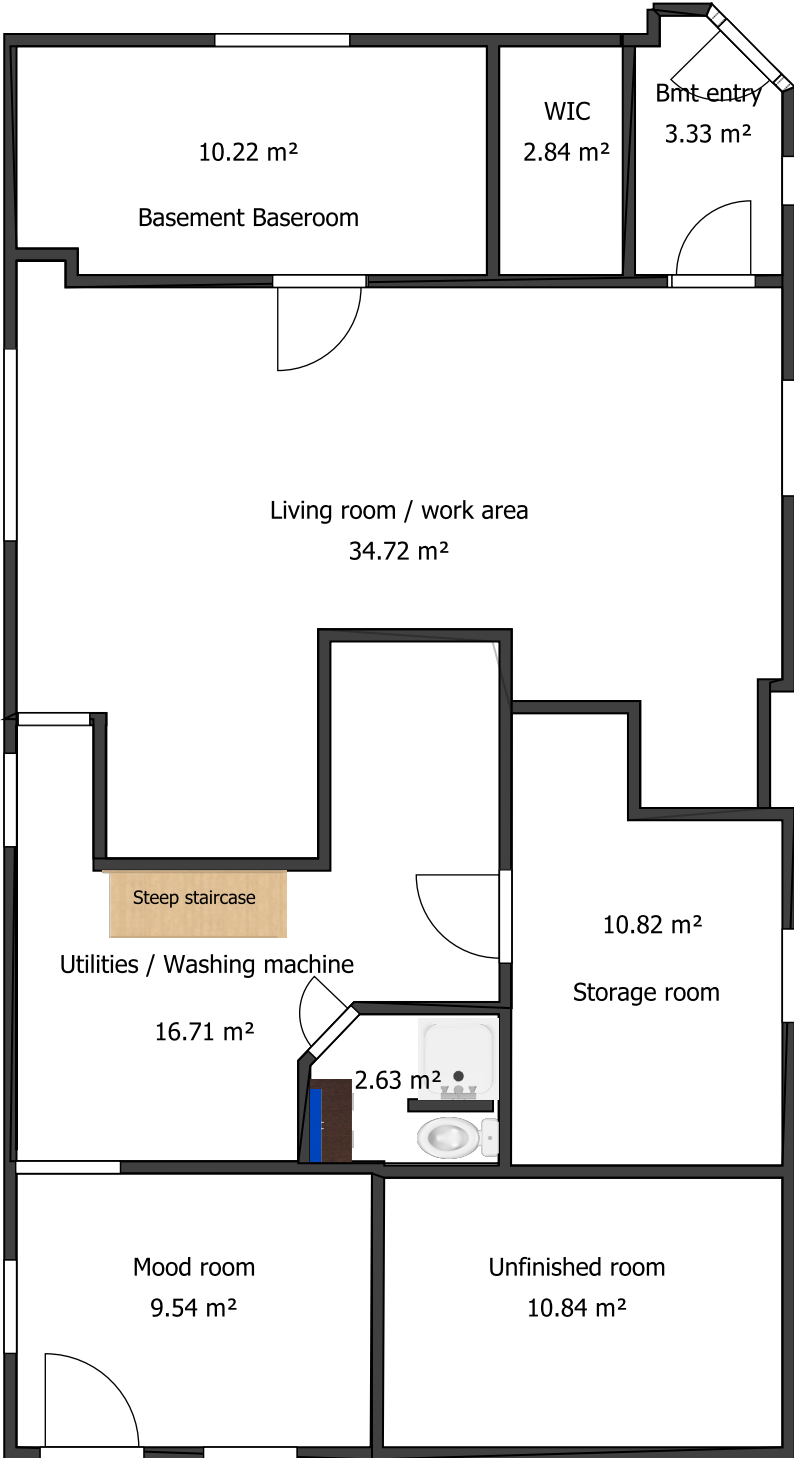 WIC
2.84 m²
Bmt entry
3.33 m²
10.22 m²
Basement Baseroom
Living room / work area
34.72 m²
Steep staircase
Utilities / Washing machine
16.71 m²
10.82 m²
Storage room
2.63 m²
Mood room
9.54 m²
Unfinished room
10.84 m²